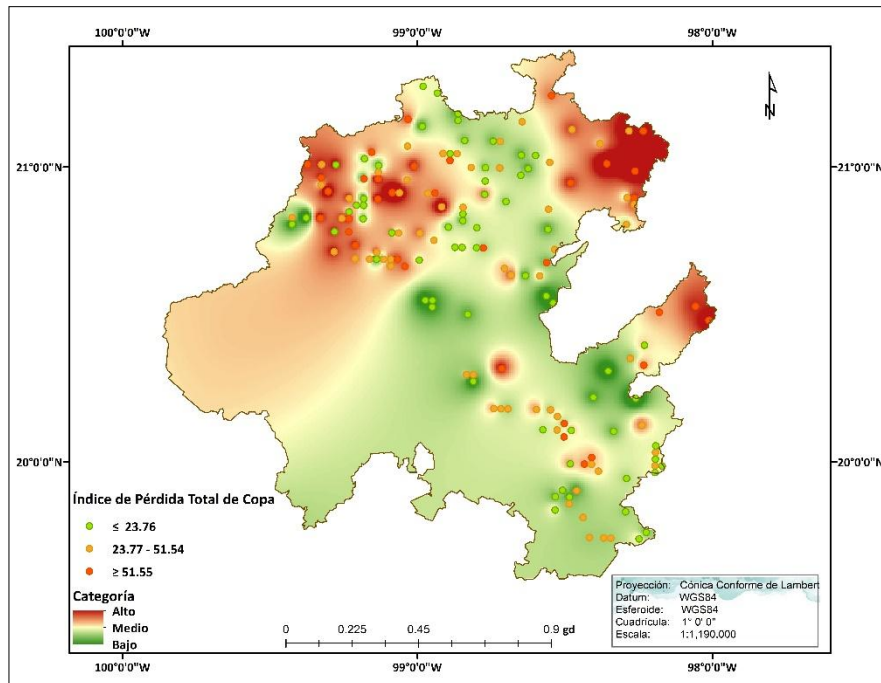 100°0'0"W 99°0'0"W 98°0'0"W
N
21°0'0"N 21°0'0"N
20°0'0"N 20°0'0"N
Índice de Pérdida Total de Copa
≤ 23.76
23.77 - 51.54
≥ 51.55
Categoría
Alto
Medio
Bajo
0 0.225 0.45 0.9 gd
Proyección: Cónica Conforme de Lambert
Datum: WGS84
Esferoide: WGS84
Cuadrícula: 1° 0' 0"
Escala: 1:1,190,000
100°0'0"W 99°0'0"W 98°0'0"W